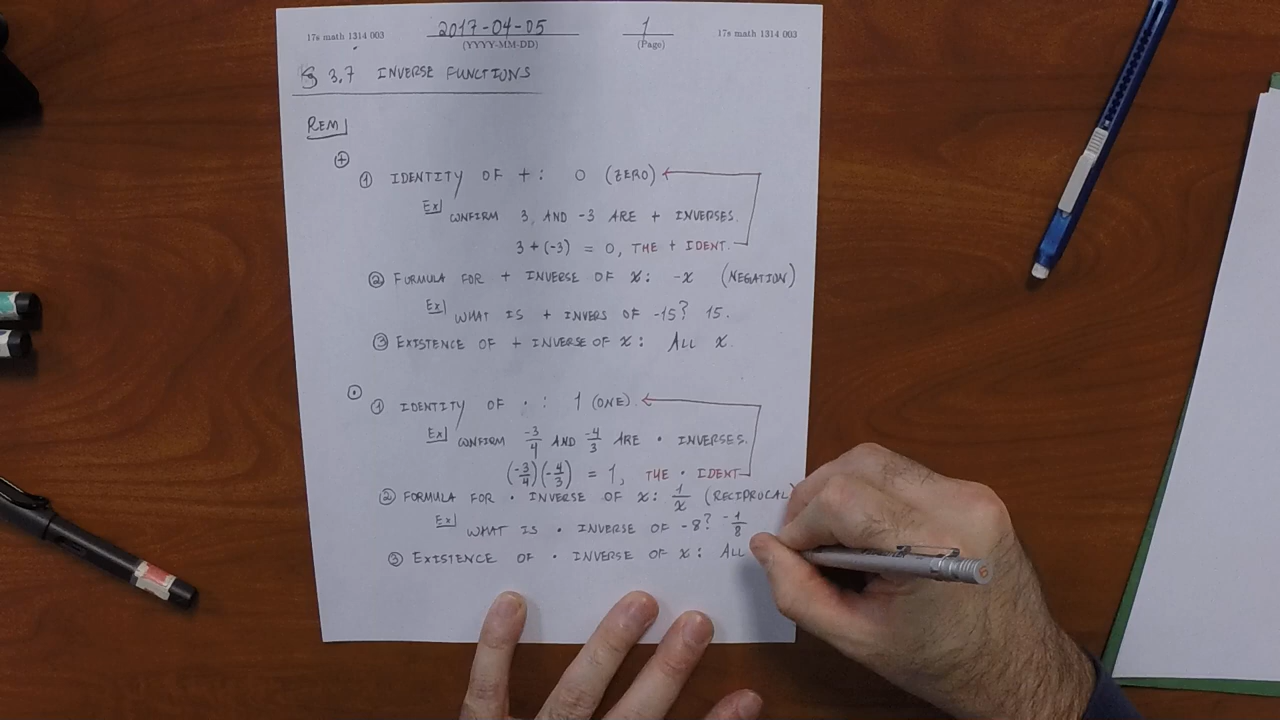 17s math 1314 003 2017-04-05 1 17s math 1314 003
(YYYY-MM-DD) (Page)
§ 3.7 INVERSE FUNCTIONS
REM
⊕
① IDENTITY OF + : 0 (ZERO)
Ex CONFIRM 3, AND -3 ARE + INVERSES.
3 + (-3) = 0, THE + IDENT.
② FORMULA FOR + INVERSE OF x: -x (NEGATION)
Ex WHAT IS + INVERS OF -15? 15.
③ EXISTENCE OF + INVERSE OF x: ALL x.
⊙
① IDENTITY OF · : 1 (ONE)
Ex CONFIRM -3/4 AND -4/3 ARE · INVERSES.
(-3/4)(-4/3) = 1, THE · IDENT
② FORMULA FOR · INVERSE OF x: 1/x (RECIPROCAL)
Ex WHAT IS · INVERSE OF -8? -1/8
③ EXISTENCE OF · INVERSE OF x: ALL